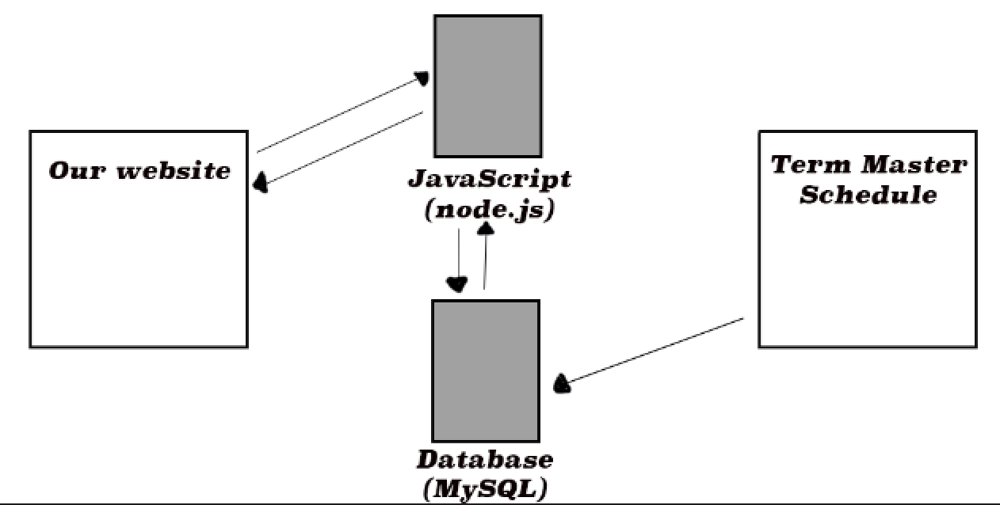 Our website
JavaScript
(node.js)
Term Master
Schedule
Database
(MySQL)